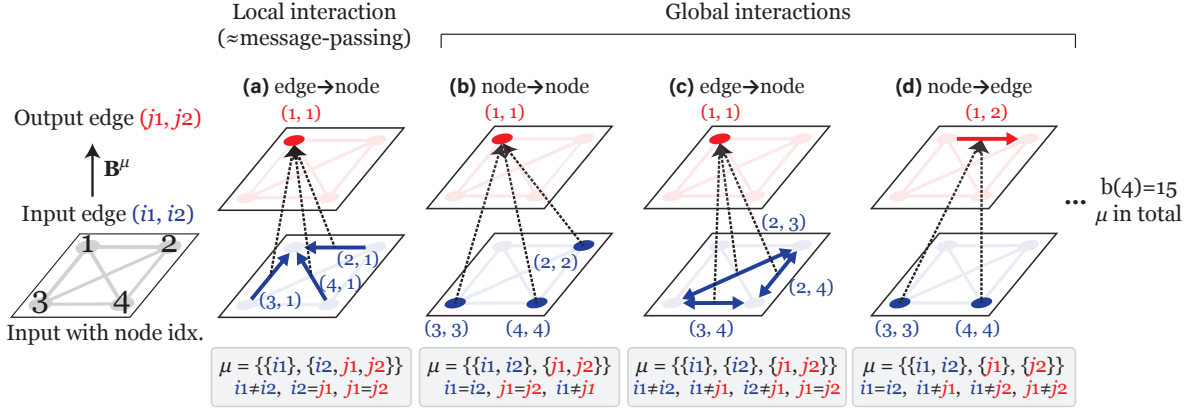 Local interaction
(≈message-passing)
Global interactions
(a) edge→node
(b) node→node
(c) edge→node
(d) node→edge
(1, 1)
(1, 1)
(1, 1)
(1, 2)
Output edge (j1, j2)
B^μ
Input edge (i1, i2)
1
2
3
4
Input with node idx.
(2, 1)
(3, 1)
(4, 1)
(2, 2)
(3, 3)
(4, 4)
(2, 3)
(2, 4)
(3, 4)
(3, 3)
(4, 4)
... b(4)=15
μ in total
μ = {{i1}, {i2, j1, j2}}
i1≠i2, i2=j1, j1=j2
μ = {{i1, i2}, {j1, j2}}
i1=i2, j1=j2, i1≠j1
μ = {{i1}, {i2}, {j1, j2}}
i1≠i2, i1≠j1, i2≠j1, j1=j2
μ = {{i1, i2}, {j1}, {j2}}
i1=i2, i1≠j1, i1≠j2, j1≠j2